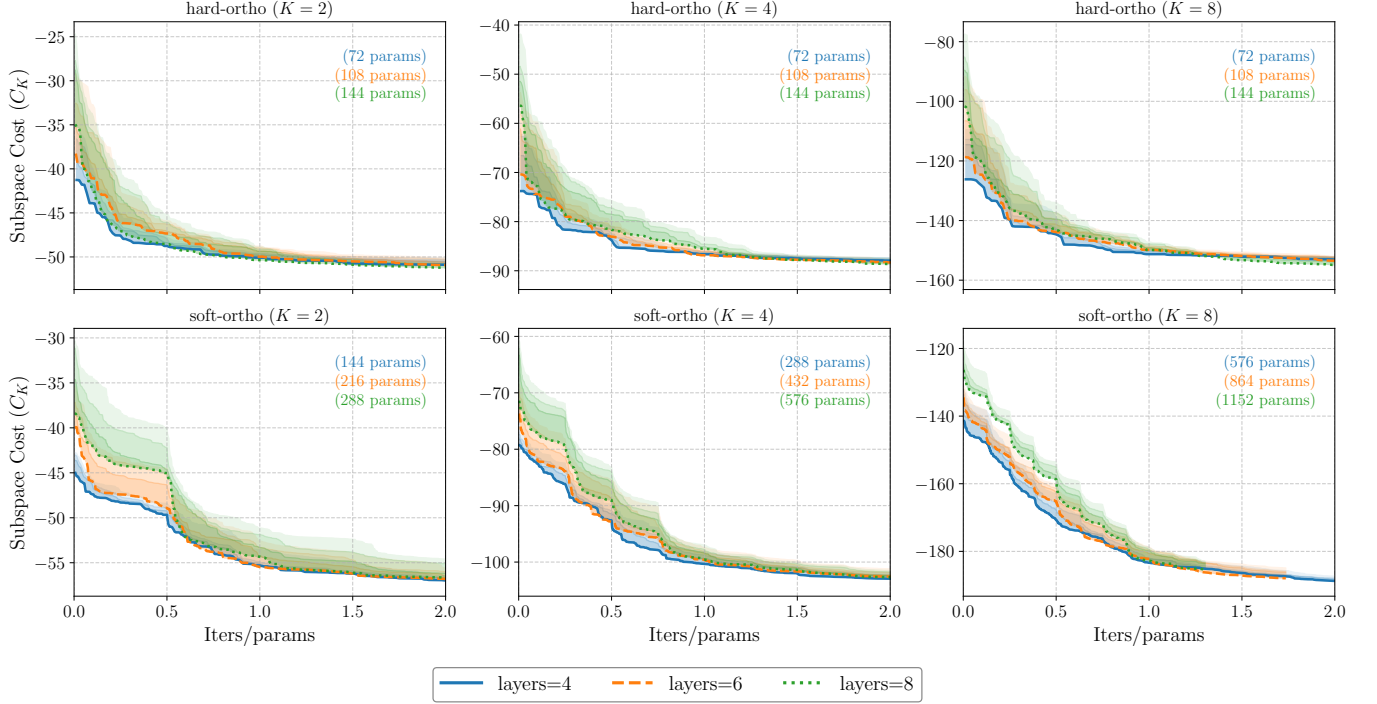 hard-ortho (K = 2)
hard-ortho (K = 4)
hard-ortho (K = 8)
Subspace Cost (C_K)
−25
−30
−35
−40
−45
−50
(72 params)
(108 params)
(144 params)
−40
−50
−60
−70
−80
−90
(72 params)
(108 params)
(144 params)
−80
−100
−120
−140
−160
(72 params)
(108 params)
(144 params)
soft-ortho (K = 2)
soft-ortho (K = 4)
soft-ortho (K = 8)
Subspace Cost (C_K)
−30
−35
−40
−45
−50
−55
(144 params)
(216 params)
(288 params)
0.0 0.5 1.0 1.5 2.0
Iters/params
−60
−70
−80
−90
−100
(288 params)
(432 params)
(576 params)
0.0 0.5 1.0 1.5 2.0
Iters/params
−120
−140
−160
−180
(576 params)
(864 params)
(1152 params)
0.0 0.5 1.0 1.5 2.0
Iters/params
layers=4 layers=6 layers=8